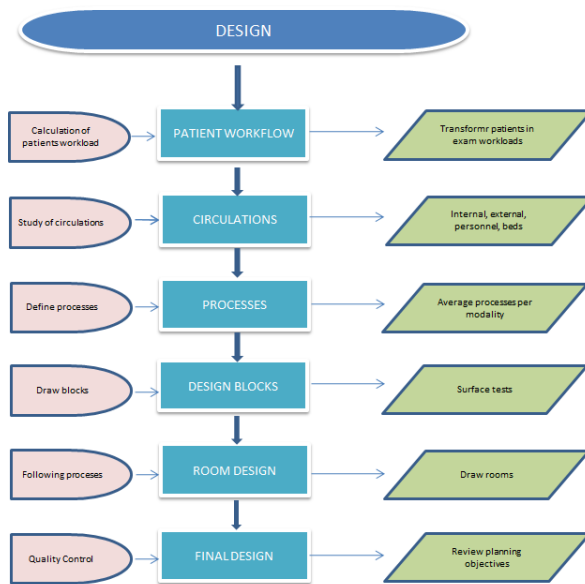 DESIGN
Calculation of
patients workload
PATIENT WORKFLOW
Transformr patients in
exam workloads
Study of circulations
CIRCULATIONS
Internal, external,
personnel, beds
Define processes
PROCESSES
Average processes per
modality
Draw blocks
DESIGN BLOCKS
Surface tests
Following proceses
ROOM DESIGN
Draw rooms
Quality Control
FINAL DESIGN
Review planning
objectives